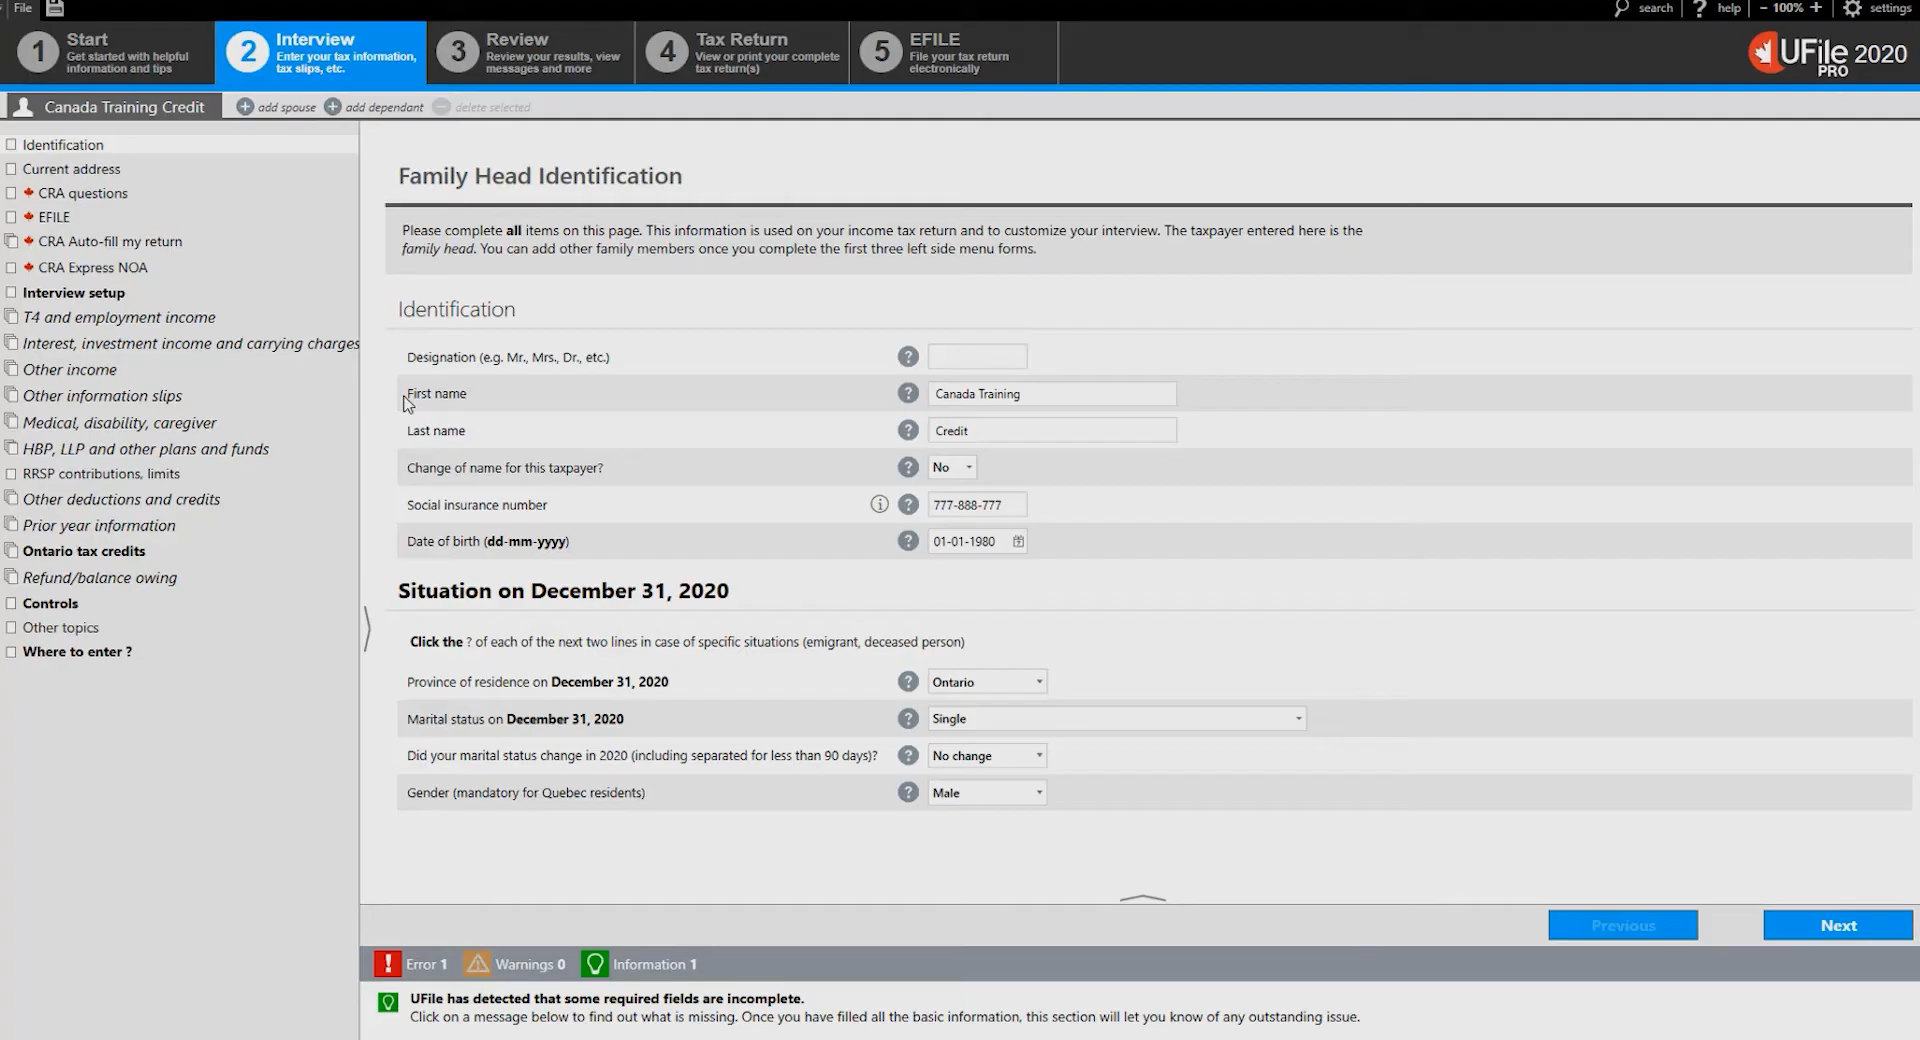 File
search
? help
− 100% +
settings
1 Start
Get started with helpful
information and tips
2 Interview
Enter your tax information,
tax slips, etc.
3 Review
Review your results, view
messages and more
4 Tax Return
View or print your complete
tax return(s)
5 EFILE
File your tax return
electronically
UFile 2020
PRO
Canada Training Credit
add spouse
add dependant
delete selected
Identification
Current address
CRA questions
EFILE
CRA Auto-fill my return
CRA Express NOA
Interview setup
T4 and employment income
Interest, investment income and carrying charges
Other income
Other information slips
Medical, disability, caregiver
HBP, LLP and other plans and funds
RRSP contributions, limits
Other deductions and credits
Prior year information
Ontario tax credits
Refund/balance owing
Controls
Other topics
Where to enter ?
Family Head Identification
Please complete all items on this page. This information is used on your income tax return and to customize your interview. The taxpayer entered here is the
family head. You can add other family members once you complete the first three left side menu forms.
Identification
Designation (e.g. Mr., Mrs., Dr., etc.) ?
First name ? Canada Training
Last name ? Credit
Change of name for this taxpayer? ? No
Social insurance number i ? 777-888-777
Date of birth (dd-mm-yyyy) ? 01-01-1980
Situation on December 31, 2020
Click the ? of each of the next two lines in case of specific situations (emigrant, deceased person)
Province of residence on December 31, 2020 ? Ontario
Marital status on December 31, 2020 ? Single
Did your marital status change in 2020 (including separated for less than 90 days)? ? No change
Gender (mandatory for Quebec residents) ? Male
Previous
Next
! Error 1
Warnings 0
Information 1
UFile has detected that some required fields are incomplete.
Click on a message below to find out what is missing. Once you have filled all the basic information, this section will let you know of any outstanding issue.